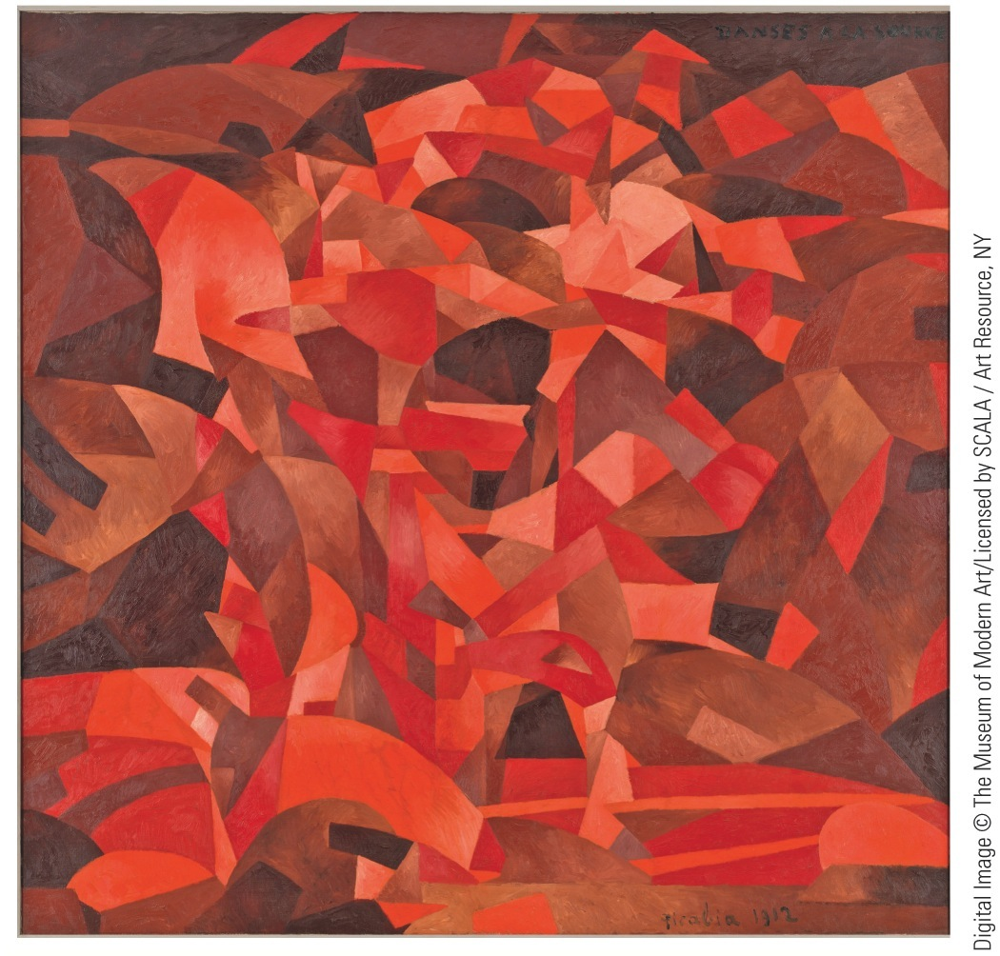 DANSES A LA SOURCE
Picabia 1912
Digital Image © The Museum of Modern Art/Licensed by SCALA / Art Resource, NY